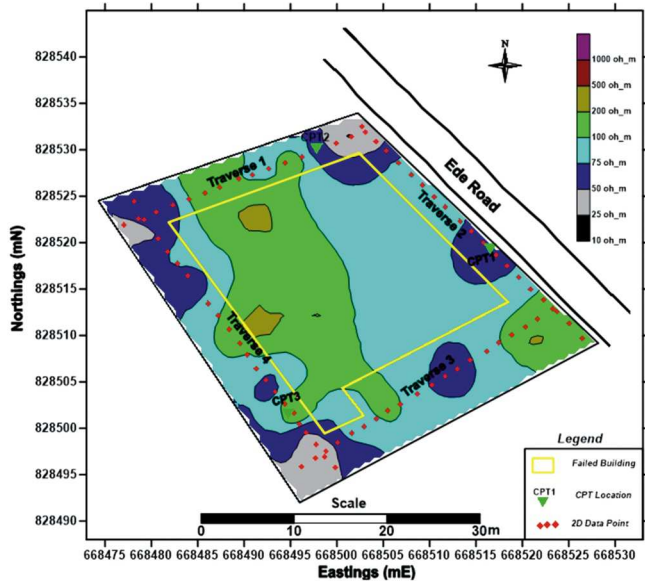 828540
828535
828530
828525
828520
828515
828510
828505
828500
828495
828490
Northings (mN)
N
1000 oh_m
500 oh_m
200 oh_m
100 oh_m
75 oh_m
50 oh_m
25 oh_m
10 oh_m
CPT2
Traverse 1
Ede Road
Traverse 2
CPT1
Traverse 4
Traverse 3
CPT3
Legend
Failed Building
CPT1 CPT Location
2D Data Point
Scale
0 10 20 30m
668475 668480 668485 668490 668495 668500 668505 668510 668515 668520 668525 668530
Eastings (mE)